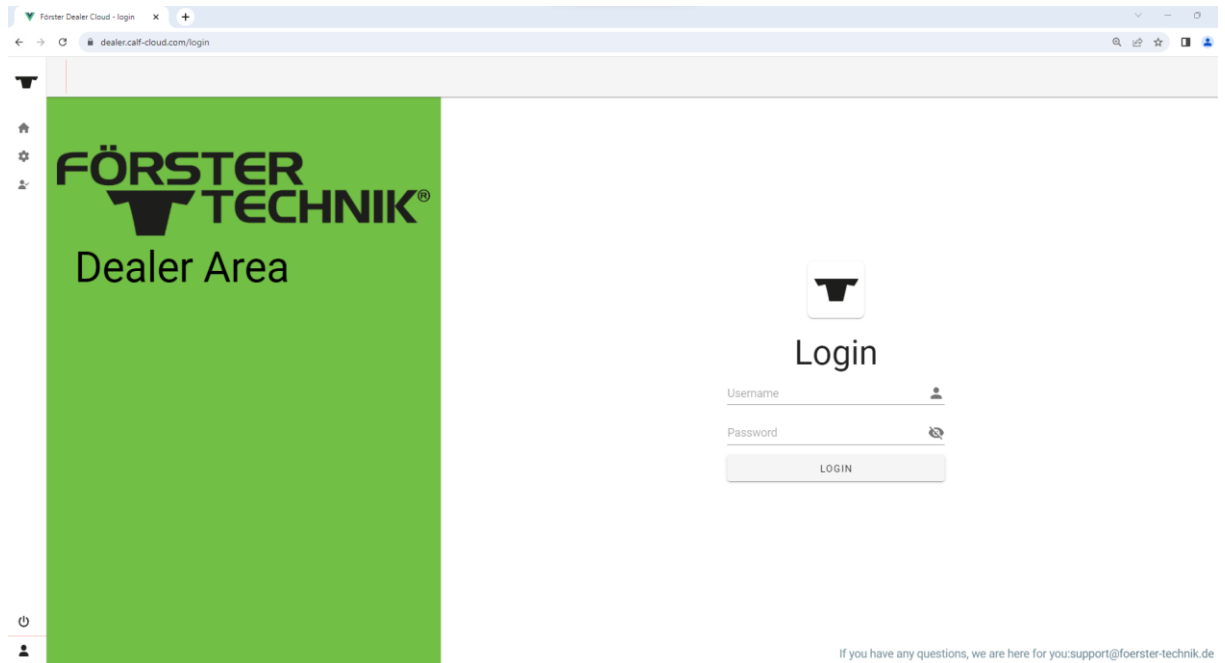 Förster Dealer Cloud - login
dealer.calf-cloud.com/login
FÖRSTER
TECHNIK®
Dealer Area
Login
Username
Password
LOGIN
If you have any questions, we are here for you:support@foerster-technik.de